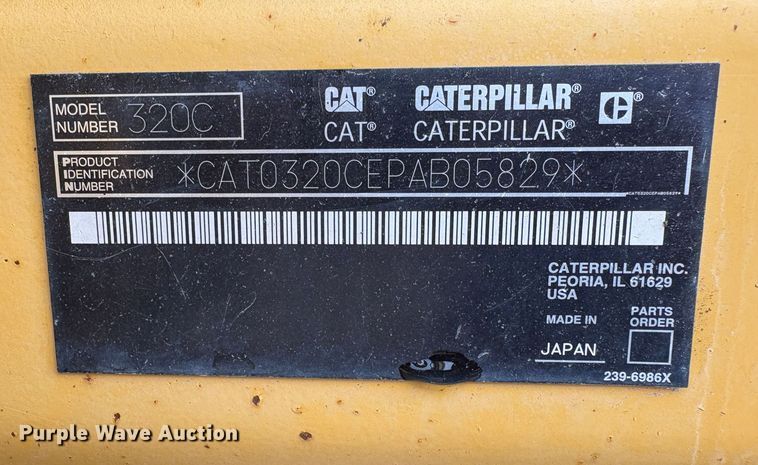 MODEL NUMBER 320C
CAT® CATERPILLAR® ®
CAT® CATERPILLAR®
PRODUCT
IDENTIFICATION
NUMBER
*CAT0320CEPAB05829*
*CAT0320CEPAB05829*
CATERPILLAR INC.
PEORIA, IL 61629
USA
MADE IN
JAPAN
PARTS
ORDER
239-6986X
Purple Wave Auction